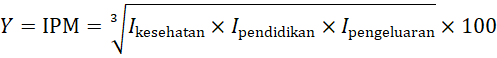 Y = IPM = ∛(I_kesehatan × I_pendidikan × I_pengeluaran) × 100